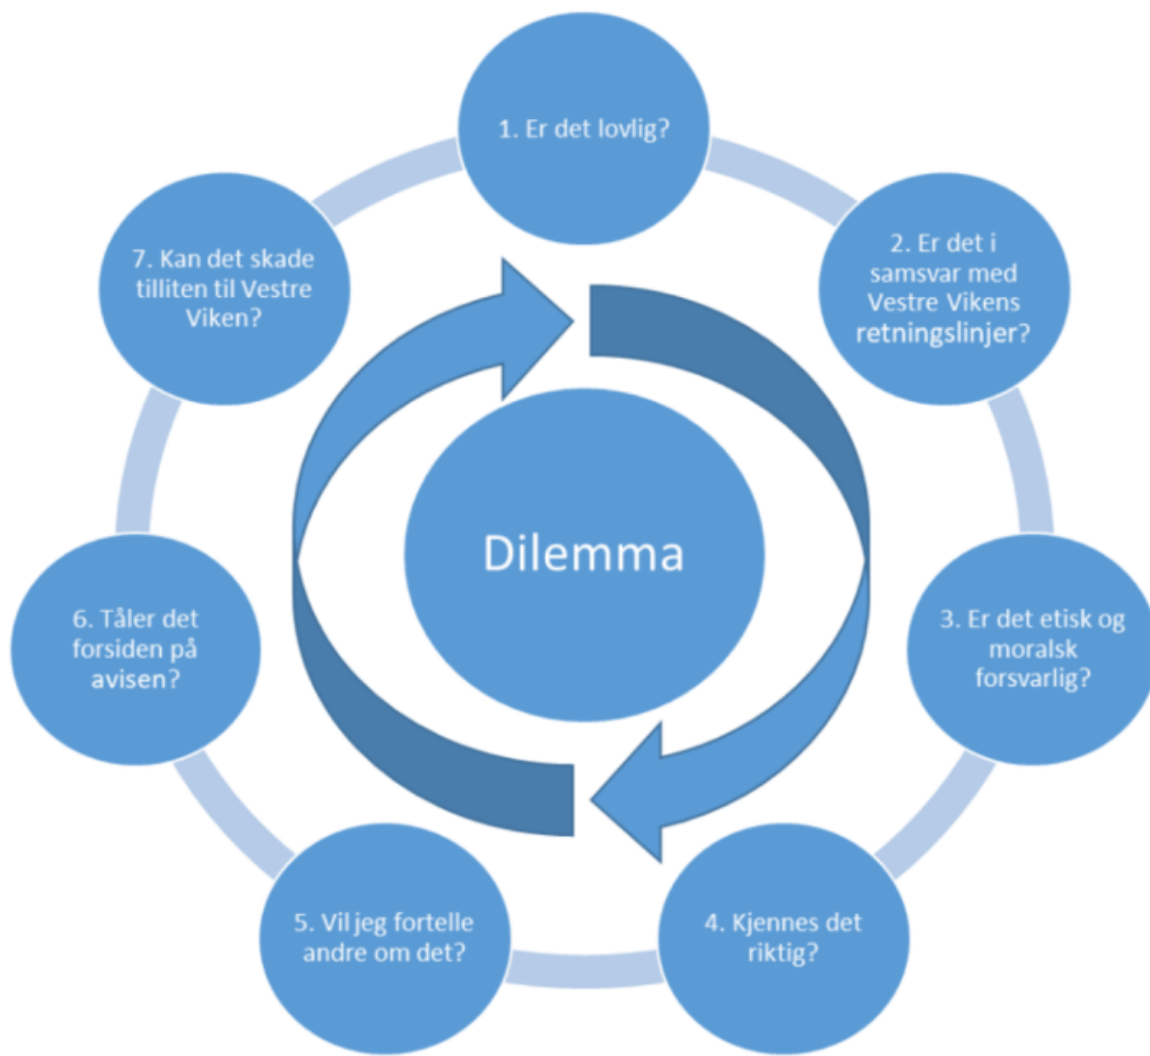 1. Er det lovlig?
2. Er det i
samsvar med
Vestre Vikens
retningslinjer?
3. Er det etisk og
moralsk
forsvarlig?
4. Kjennes det
riktig?
5. Vil jeg fortelle
andre om det?
6. Tåler det
forsiden på
avisen?
7. Kan det skade
tilliten til Vestre
Viken?
Dilemma